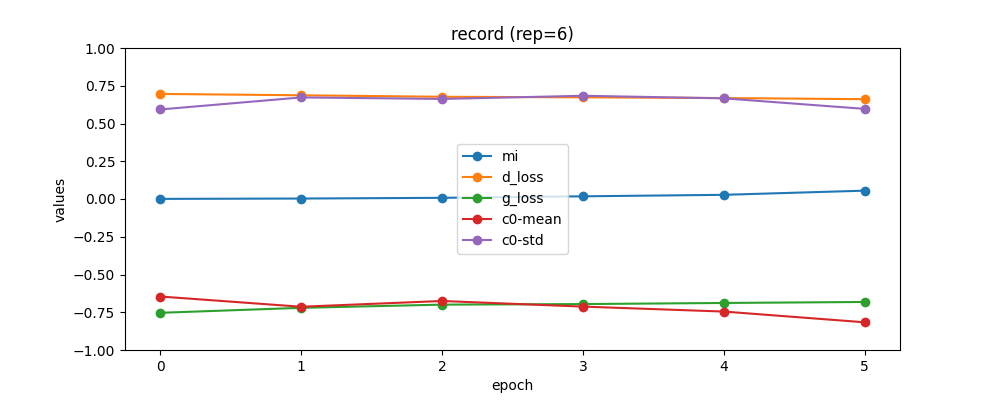 record (rep=6)
1.00
0.75
0.50
0.25
0.00
−0.25
−0.50
−0.75
−1.00
values
mi
d_loss
g_loss
c0-mean
c0-std
0 1 2 3 4 5
epoch